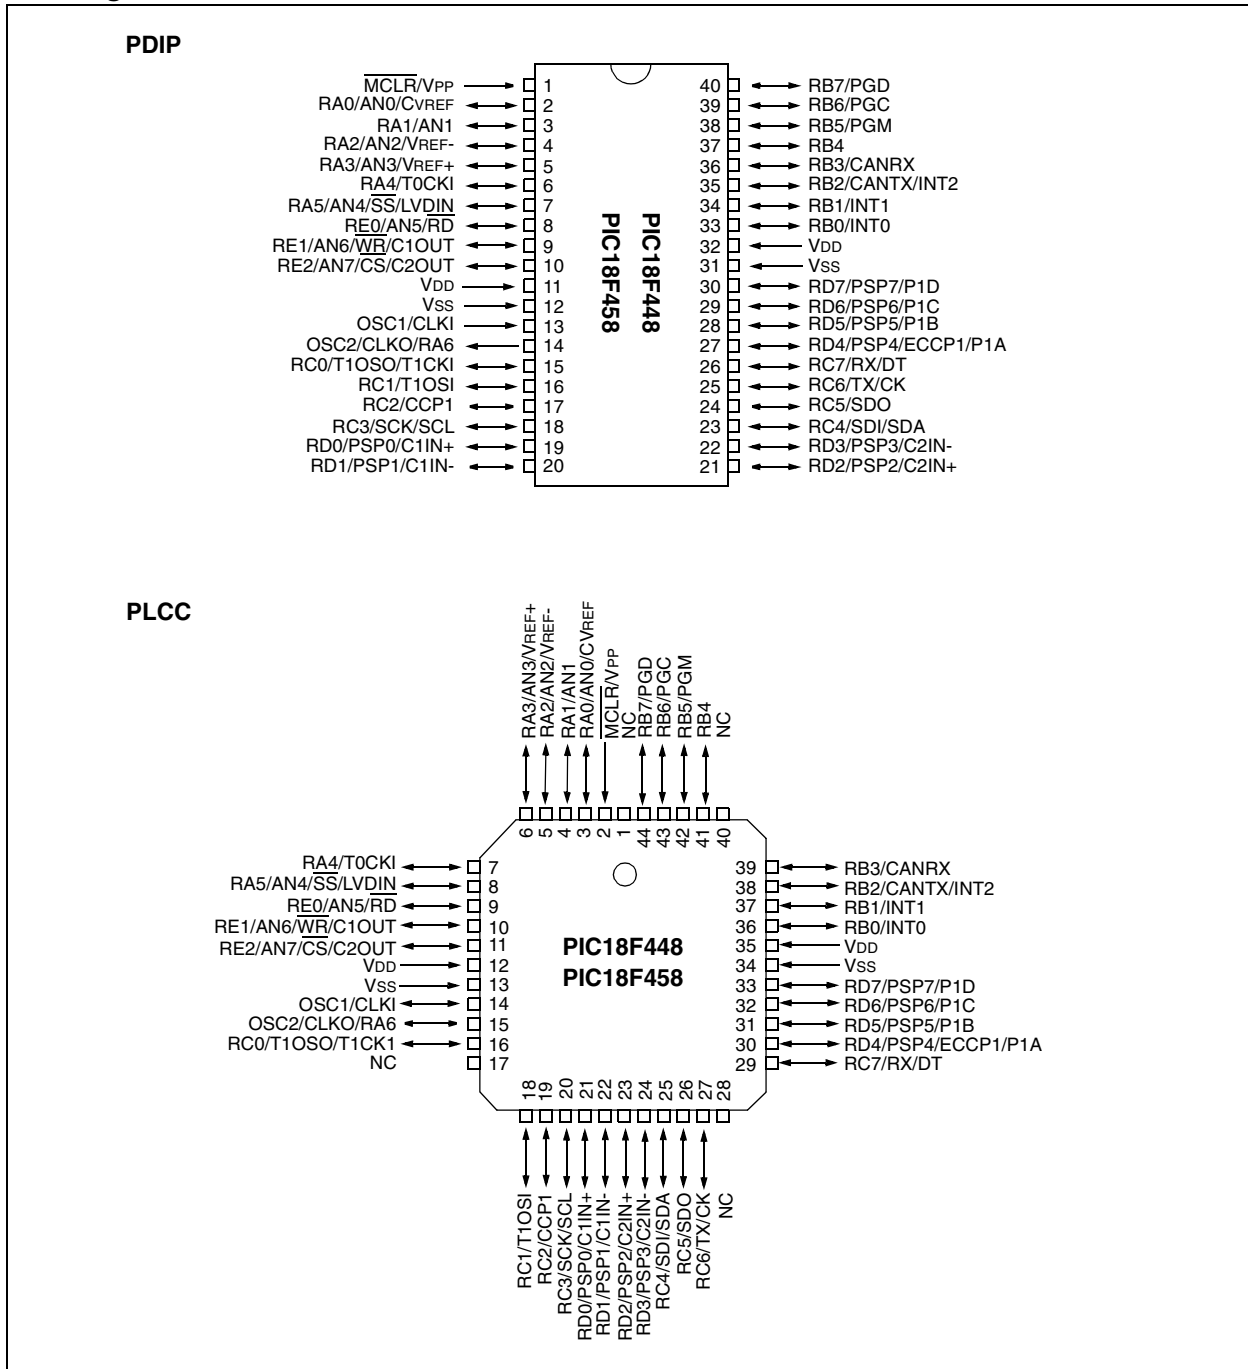 PDIP
MCLR/VPP 1
RA0/AN0/CVREF 2
RA1/AN1 3
RA2/AN2/VREF- 4
RA3/AN3/VREF+ 5
RA4/T0CKI 6
RA5/AN4/SS/LVDIN 7
RE0/AN5/RD 8
RE1/AN6/WR/C1OUT 9
RE2/AN7/CS/C2OUT 10
VDD 11
VSS 12
OSC1/CLKI 13
OSC2/CLKO/RA6 14
RC0/T1OSO/T1CKI 15
RC1/T1OSI 16
RC2/CCP1 17
RC3/SCK/SCL 18
RD0/PSP0/C1IN+ 19
RD1/PSP1/C1IN- 20
PIC18F448
PIC18F458
40 RB7/PGD
39 RB6/PGC
38 RB5/PGM
37 RB4
36 RB3/CANRX
35 RB2/CANTX/INT2
34 RB1/INT1
33 RB0/INT0
32 VDD
31 VSS
30 RD7/PSP7/P1D
29 RD6/PSP6/P1C
28 RD5/PSP5/P1B
27 RD4/PSP4/ECCP1/P1A
26 RC7/RX/DT
25 RC6/TX/CK
24 RC5/SDO
23 RC4/SDI/SDA
22 RD3/PSP3/C2IN-
21 RD2/PSP2/C2IN+
PLCC
RA3/AN3/VREF+ 6
RA2/AN2/VREF- 5
RA1/AN1 4
RA0/AN0/CVREF 3
MCLR/VPP 2
NC 1
RB7/PGD 44
RB6/PGC 43
RB5/PGM 42
RB4 41
NC 40
RA4/T0CKI 7
RA5/AN4/SS/LVDIN 8
RE0/AN5/RD 9
RE1/AN6/WR/C1OUT 10
RE2/AN7/CS/C2OUT 11
VDD 12
VSS 13
OSC1/CLKI 14
OSC2/CLKO/RA6 15
RC0/T1OSO/T1CK1 16
NC 17
PIC18F448
PIC18F458
39 RB3/CANRX
38 RB2/CANTX/INT2
37 RB1/INT1
36 RB0/INT0
35 VDD
34 VSS
33 RD7/PSP7/P1D
32 RD6/PSP6/P1C
31 RD5/PSP5/P1B
30 RD4/PSP4/ECCP1/P1A
29 RC7/RX/DT
18 RC1/T1OSI
19 RC2/CCP1
20 RC3/SCK/SCL
21 RD0/PSP0/C1IN+
22 RD1/PSP1/C1IN-
23 RD2/PSP2/C2IN+
24 RD3/PSP3/C2IN-
25 RC4/SDI/SDA
26 RC5/SDO
27 RC6/TX/CK
28 NC